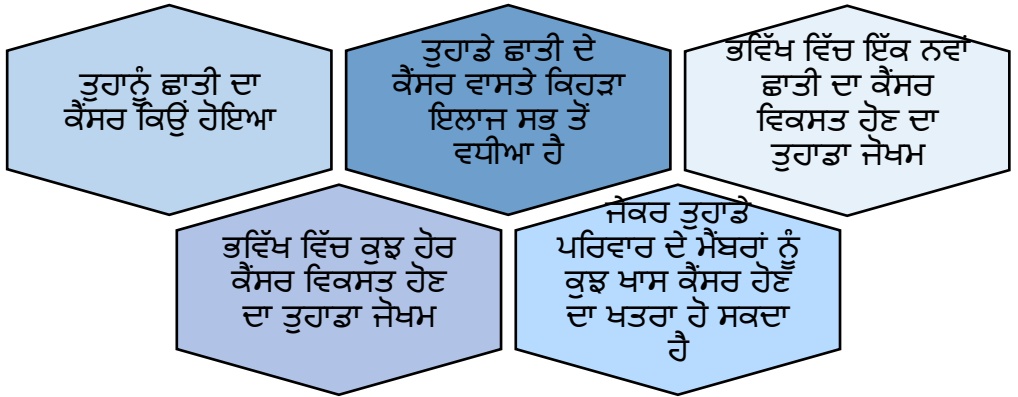 ਤੁਹਾਨੂੰ ਛਾਤੀ ਦਾ
ਕੈਂਸਰ ਕਿਉਂ ਹੋਇਆ
ਤੁਹਾਡੇ ਛਾਤੀ ਦੇ
ਕੈਂਸਰ ਵਾਸਤੇ ਕਿਹੜਾ
ਇਲਾਜ ਸਭ ਤੋਂ
ਵਧੀਆ ਹੈ
ਭਵਿੱਖ ਵਿੱਚ ਇੱਕ ਨਵਾਂ
ਛਾਤੀ ਦਾ ਕੈਂਸਰ
ਵਿਕਸਤ ਹੋਣ ਦਾ
ਤੁਹਾਡਾ ਜੋਖਮ
ਭਵਿੱਖ ਵਿੱਚ ਕੁਝ ਹੋਰ
ਕੈਂਸਰ ਵਿਕਸਤ ਹੋਣ
ਦਾ ਤੁਹਾਡਾ ਜੋਖਮ
ਜੇਕਰ ਤੁਹਾਡੇ
ਪਰਿਵਾਰ ਦੇ ਮੈਂਬਰਾਂ ਨੂੰ
ਕੁਝ ਖਾਸ ਕੈਂਸਰ ਹੋਣ
ਦਾ ਖਤਰਾ ਹੋ ਸਕਦਾ
ਹੈ